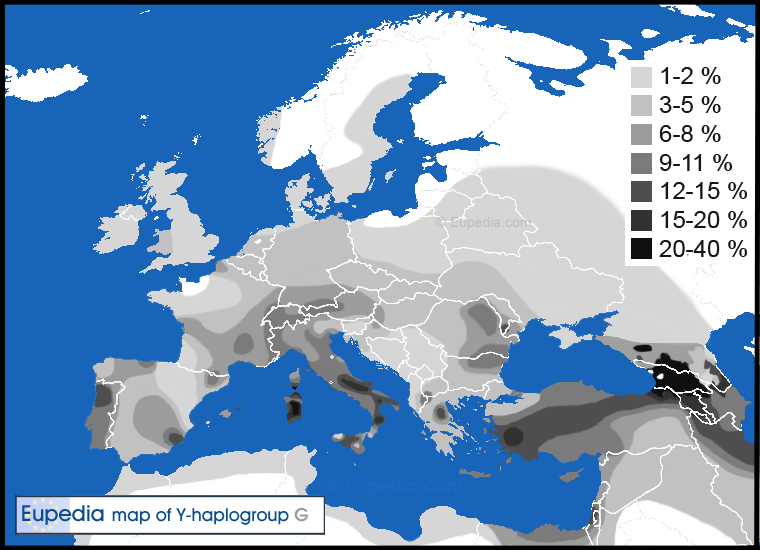 1-2 %
3-5 %
6-8 %
9-11 %
12-15 %
15-20 %
20-40 %
© Eupedia.com
© Eupedia.com
Eupedia map of Y-haplogroup G